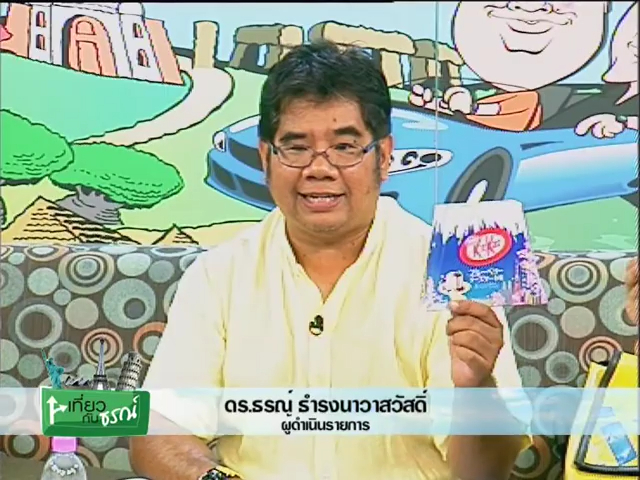 KitKat
เที่ยว
กับ ธรณ์
ดร.ธรณ์ ธำรงนาวาสวัสดิ์
ผู้ดำเนินรายการ